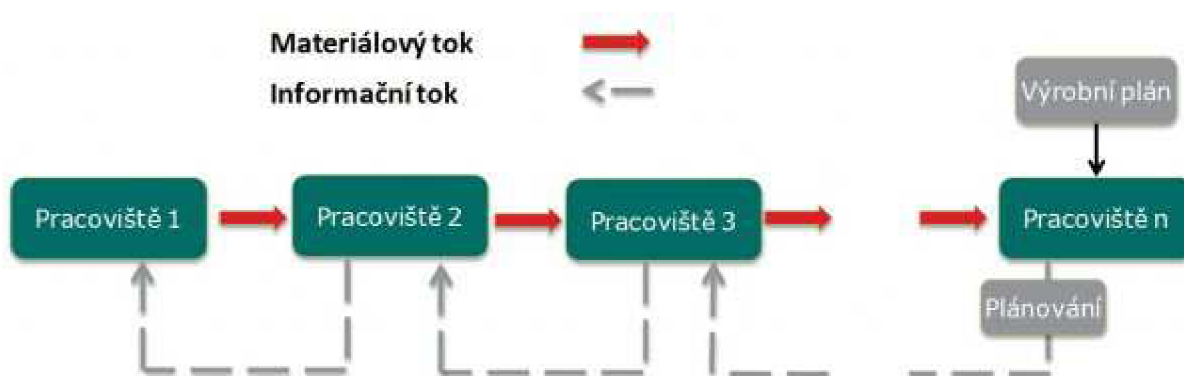 Materiálový tok
Informační tok
Výrobní plán
Pracoviště 1
Pracoviště 2
Pracoviště 3
Pracoviště n
Plánování